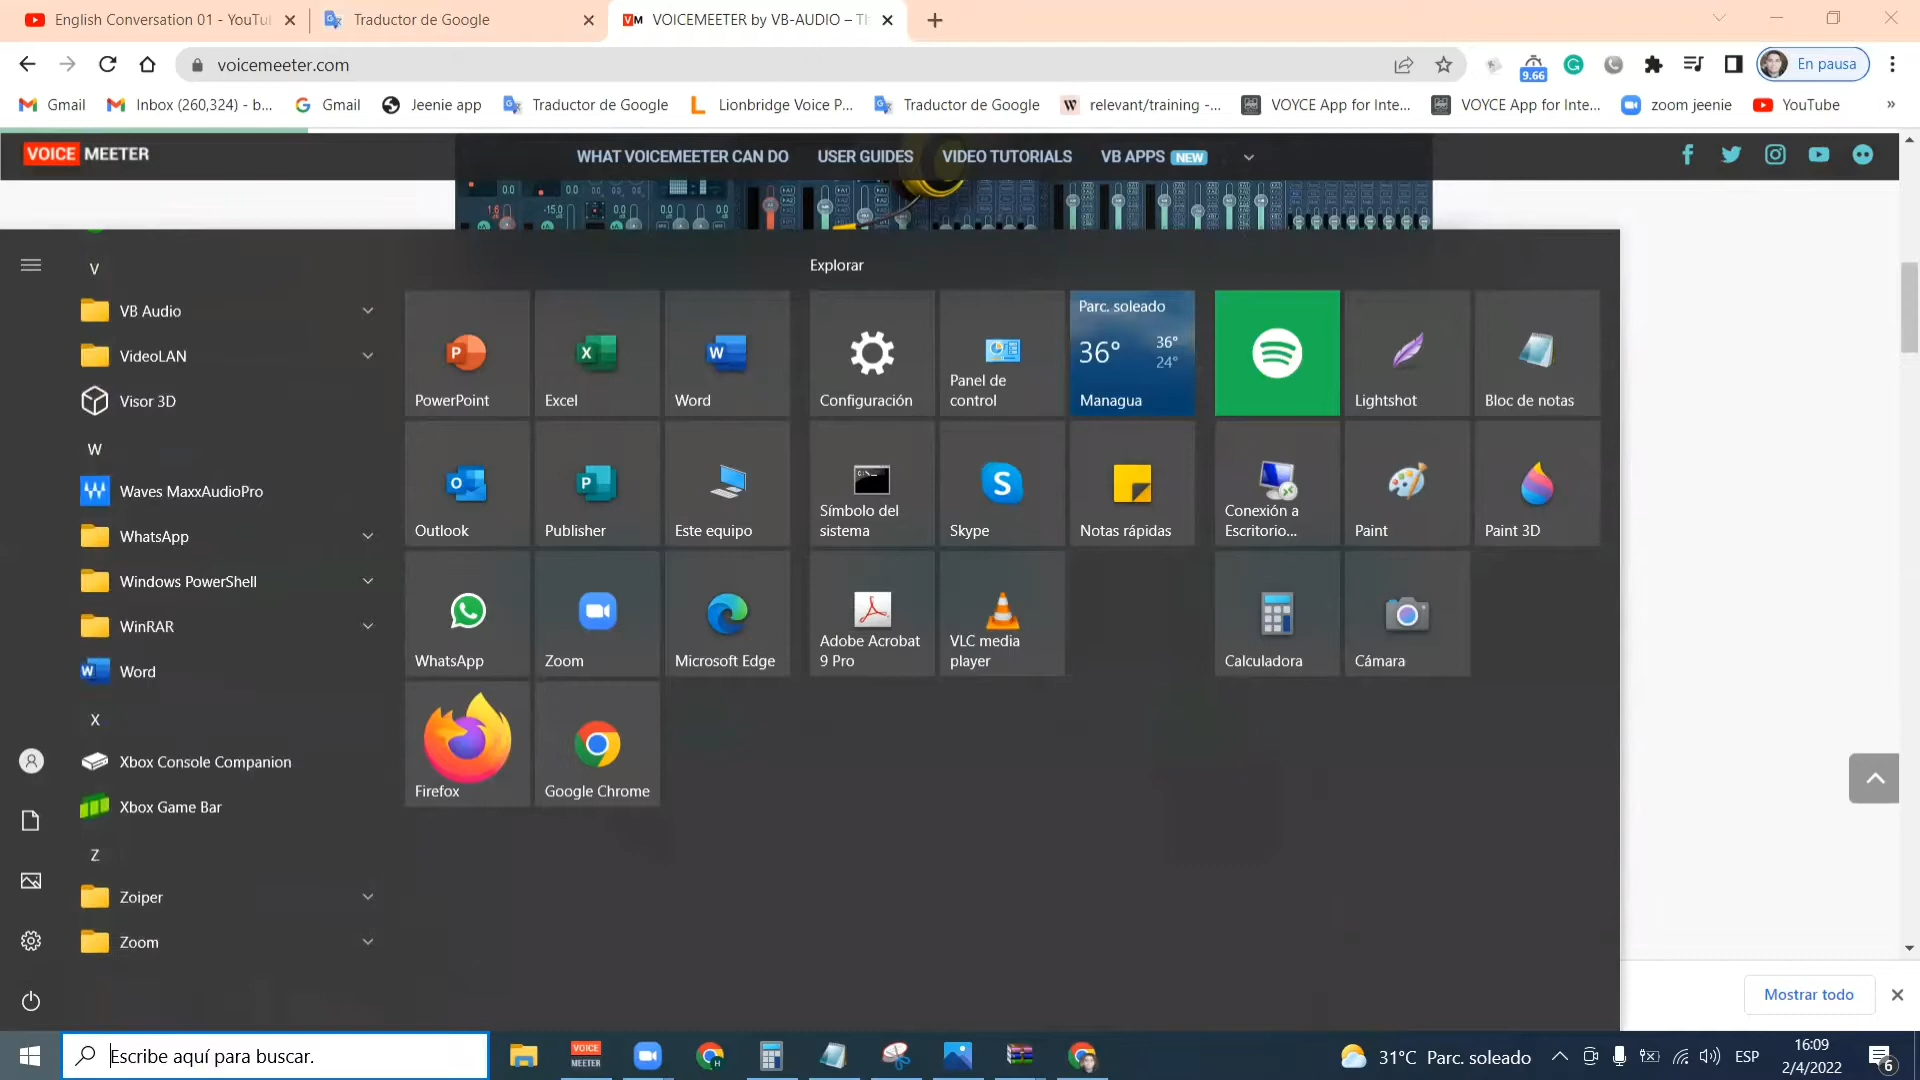 English Conversation 01 - YouTu
Traductor de Google
VM VOICEMEETER by VB-AUDIO – Th
voicemeeter.com
9.66
En pausa
Gmail
Inbox (260,324) - b...
Gmail
Jeenie app
Traductor de Google
Lionbridge Voice P...
Traductor de Google
relevant/training -...
VOYCE App for Inte...
VOYCE App for Inte...
zoom jeenie
YouTube
»
VOICE MEETER
WHAT VOICEMEETER CAN DO
USER GUIDES
VIDEO TUTORIALS
VB APPS NEW
V
VB Audio
VideoLAN
Visor 3D
W
Waves MaxxAudioPro
WhatsApp
Windows PowerShell
WinRAR
Word
X
Xbox Console Companion
Xbox Game Bar
Z
Zoiper
Zoom
Explorar
PowerPoint
Excel
Word
Configuración
Panel de
control
Parc. soleado
36°
36°
24°
Managua
Lightshot
Bloc de notas
Outlook
Publisher
Este equipo
Símbolo del
sistema
Skype
Notas rápidas
Conexión a
Escritorio...
Paint
Paint 3D
WhatsApp
Zoom
Microsoft Edge
Adobe Acrobat
9 Pro
VLC media
player
Calculadora
Cámara
Firefox
Google Chrome
Mostrar todo
Escribe aquí para buscar.
VOICE
MEETER
31°C Parc. soleado
ESP
16:09
2/4/2022
6